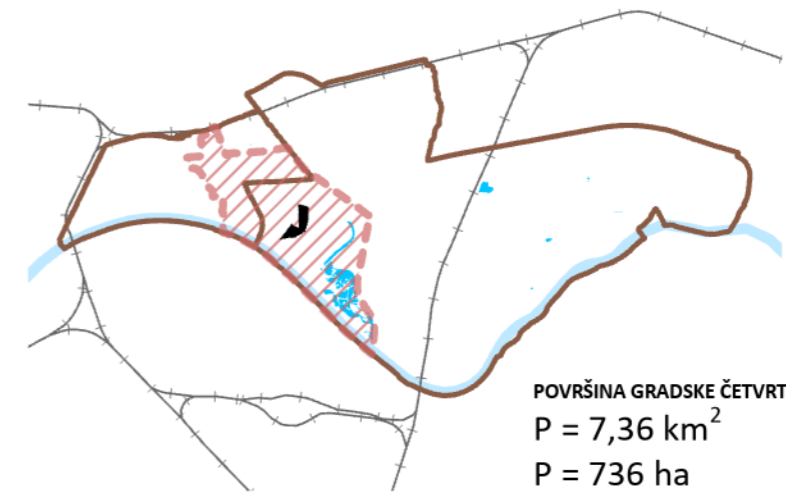 POVRŠINA GRADSKE ČETVRT
P = 7,36 km²
P = 736 ha